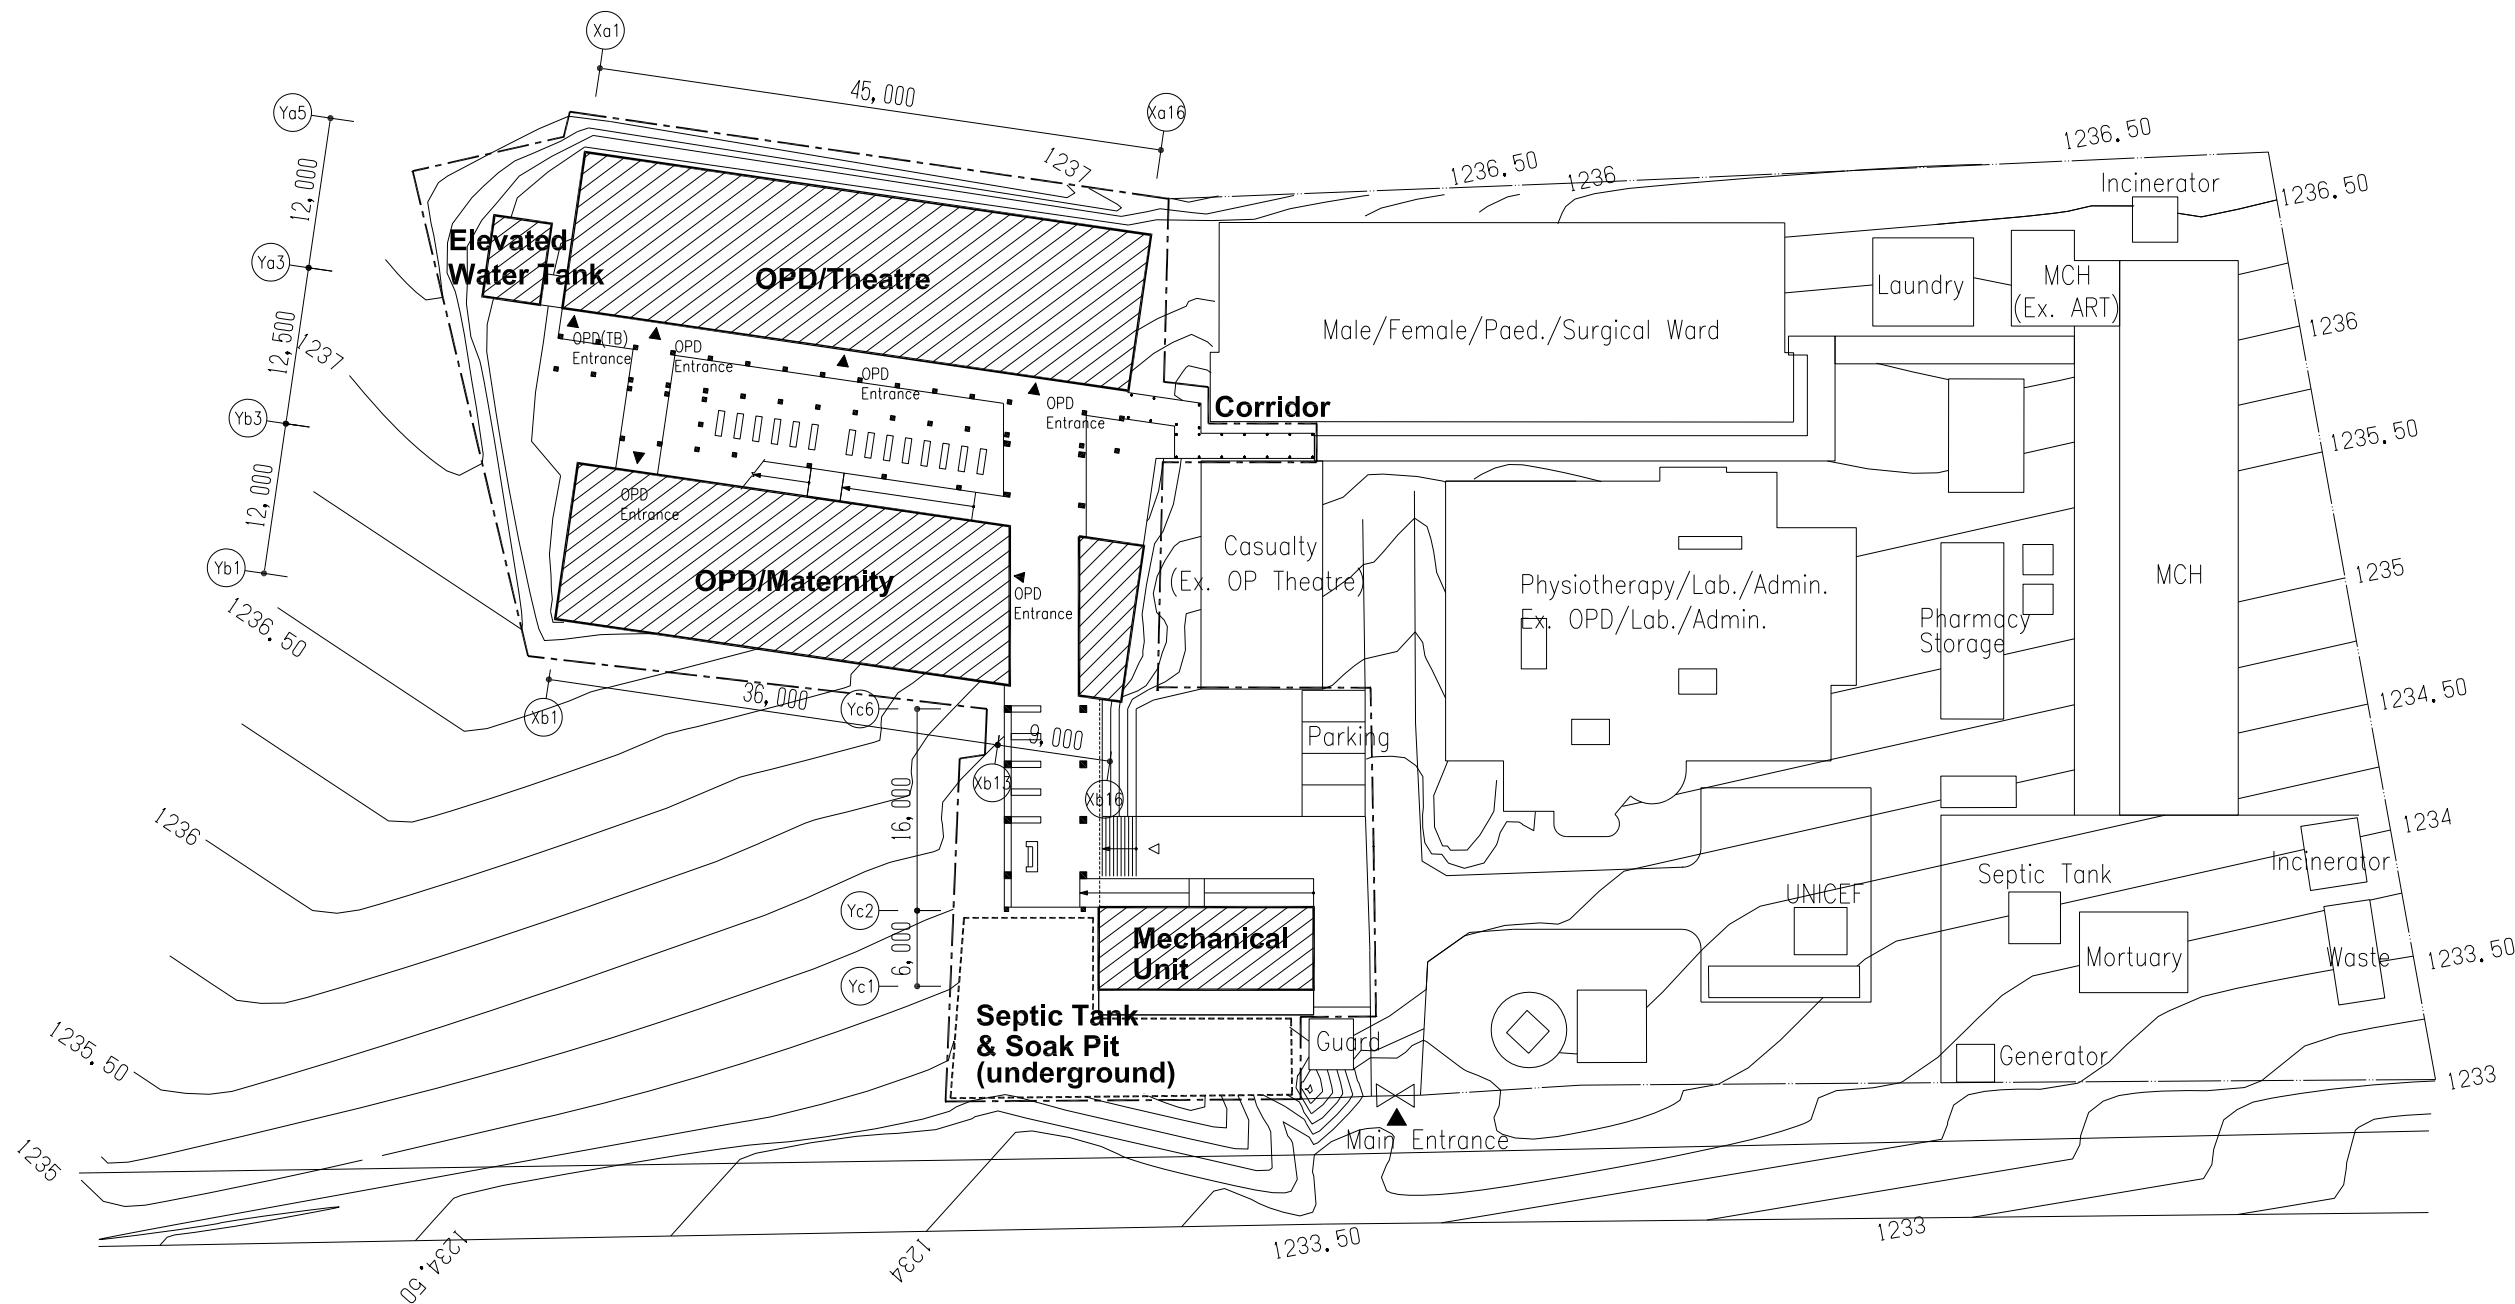 Xa1
45,000
Xa16
Ya5
12,000
Ya3
12,500
Yb3
12,000
Yb1
1237
1236.50
1236
1236.50
Incinerator
1236.50
Elevated
Water Tank
OPD/Theatre
Laundry
MCH
(Ex. ART)
Male/Female/Paed./Surgical Ward
1236
1237
OPD(TB)
Entrance
OPD
Entrance
OPD
Entrance
OPD
Entrance
Corridor
1235.50
OPD
Entrance
Casualty
(Ex. OP Theatre)
OPD/Maternity
OPD
Entrance
Physiotherapy/Lab./Admin.
Ex. OPD/Lab./Admin.
Pharmacy
Storage
MCH
1235
1236.50
36,000
Xb1
Yc6
9,000
Xb13
Xb16
Parking
1234.50
16,000
1236
1234
Incinerator
Septic Tank
UNICEF
Yc2
6,000
Yc1
Mechanical
Unit
Mortuary
Waste
1233.50
Septic Tank
& Soak Pit
(underground)
Guard
Generator
1235.50
1233
Main Entrance
1235
1234.50
1234
1233.50
1233